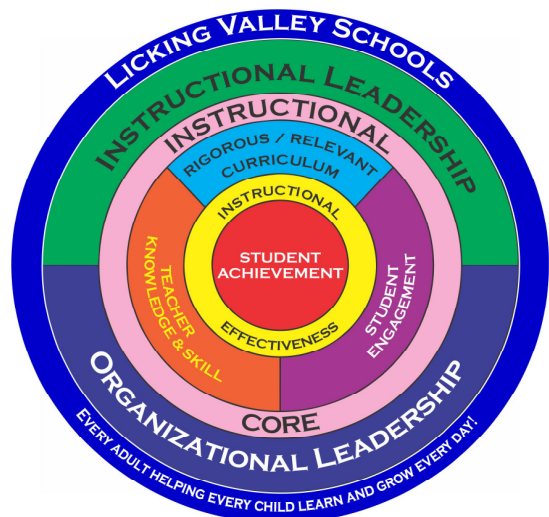 LICKING VALLEY SCHOOLS
INSTRUCTIONAL LEADERSHIP
INSTRUCTIONAL
RIGOROUS / RELEVANT
CURRICULUM
INSTRUCTIONAL
STUDENT
ACHIEVEMENT
EFFECTIVENESS
TEACHER
KNOWLEDGE & SKILL
STUDENT
ENGAGEMENT
CORE
ORGANIZATIONAL LEADERSHIP
EVERY ADULT HELPING EVERY CHILD LEARN AND GROW EVERY DAY!